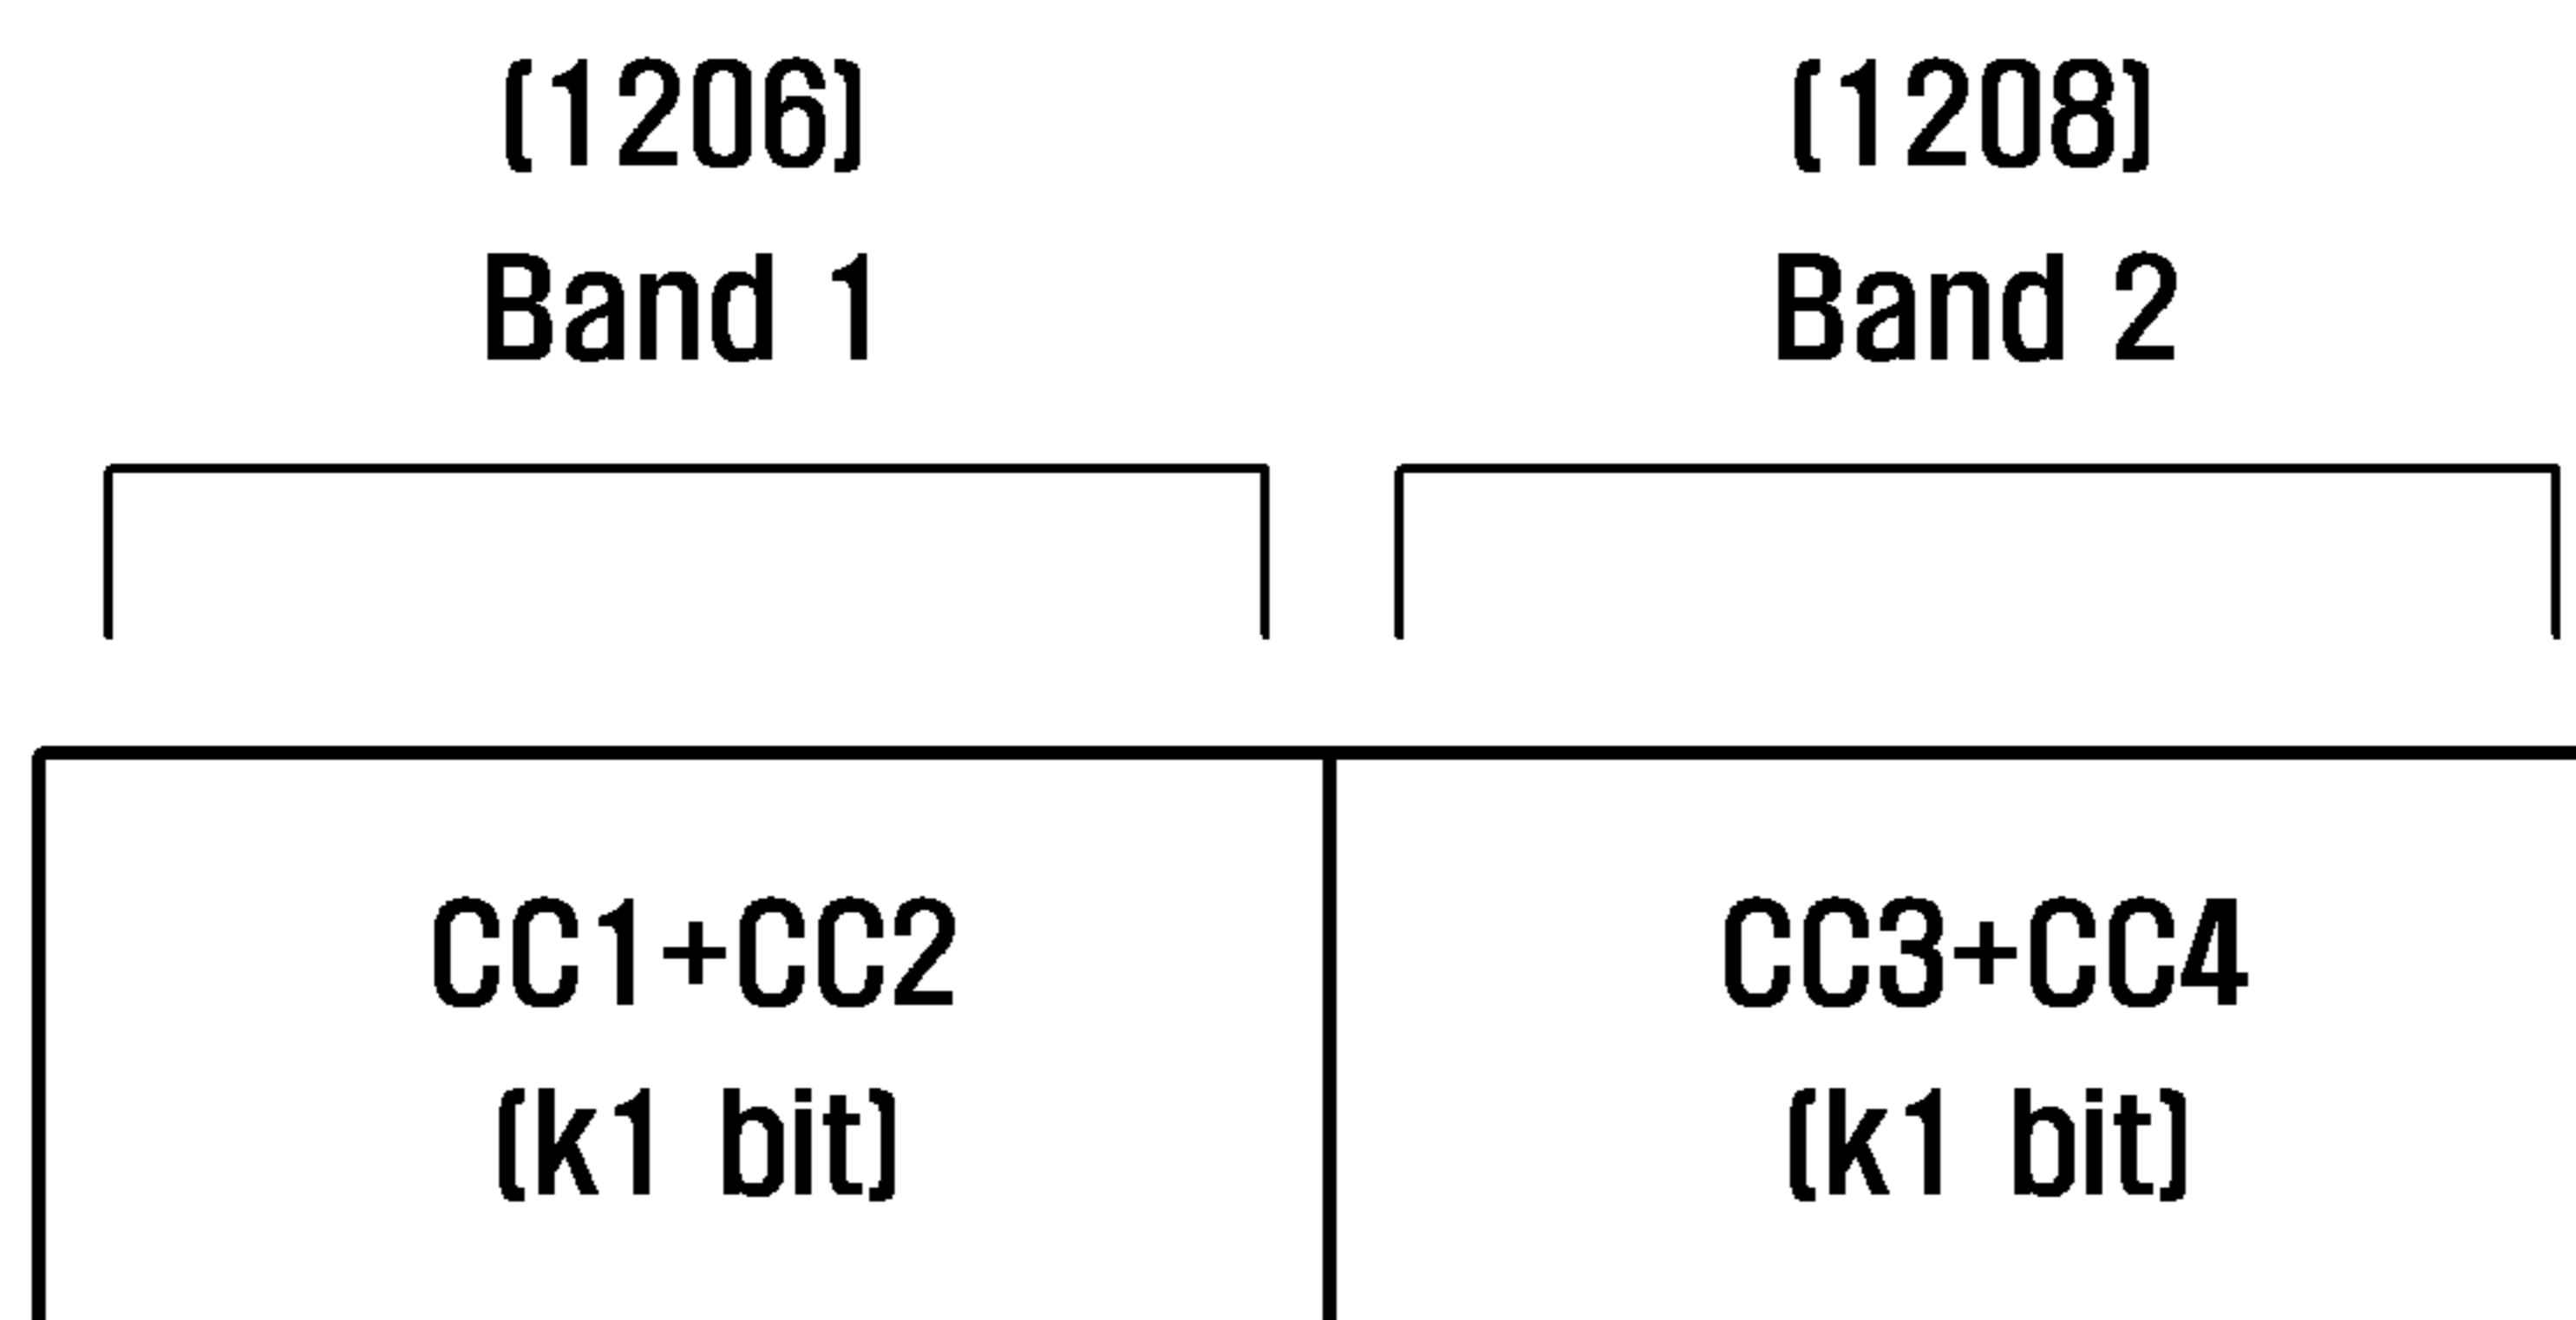 (1206)
Band 1
(1208)
Band 2
CC1+CC2
(k1 bit)
CC3+CC4
(k1 bit)